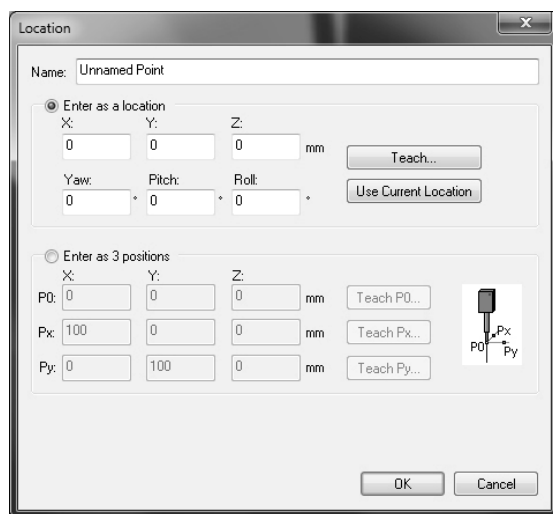 Location
Name: Unnamed Point
Enter as a location
X: Y: Z:
0 0 0 mm Teach...
Yaw: Pitch: Roll:
0 ° 0 ° 0 ° Use Current Location
Enter as 3 positions
X: Y: Z:
P0: 0 0 0 mm Teach P0...
Px: 100 0 0 mm Teach Px...
Py: 0 100 0 mm Teach Py...
Px
P0 Py
OK Cancel